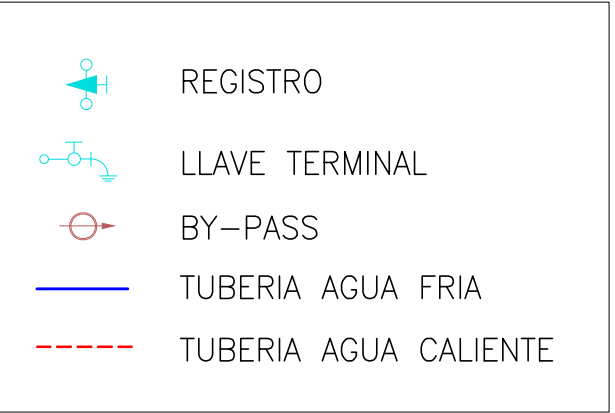 REGISTRO
LLAVE TERMINAL
BY-PASS
TUBERIA AGUA FRIA
TUBERIA AGUA CALIENTE